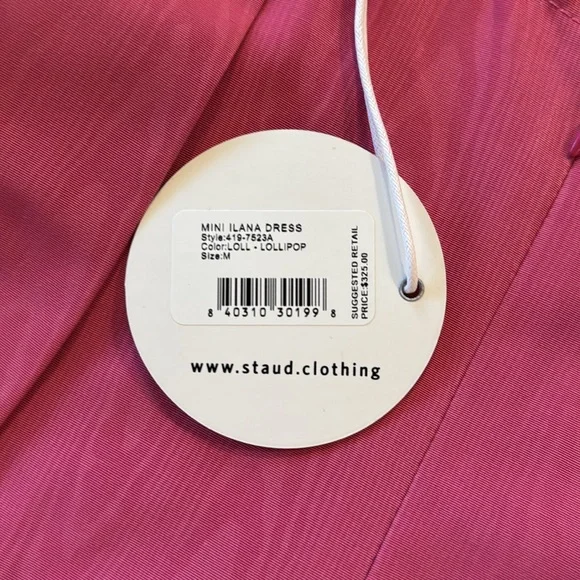 MINI ILANA DRESS
Style:419-7523A
Color:LOLL - LOLLIPOP
Size:M
8 40310 30199 8
SUGGESTED RETAIL
PRICE:$325.00
www.staud.clothing